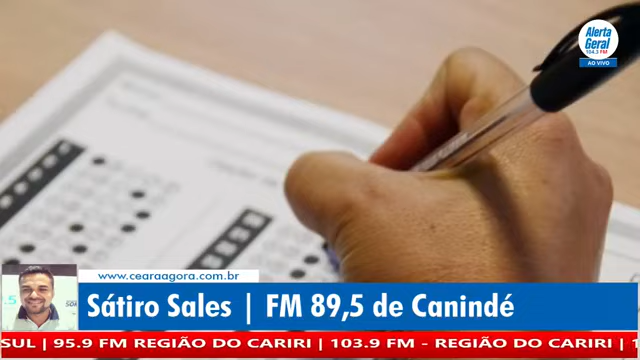 Alerta
Geral
104.3 FM
AO VIVO
www.cearaagora.com.br
Sátiro Sales | FM 89,5 de Canindé
SUL | 95.9 FM REGIÃO DO CARIRI | 103.9 FM - REGIÃO DO CARIRI | 1